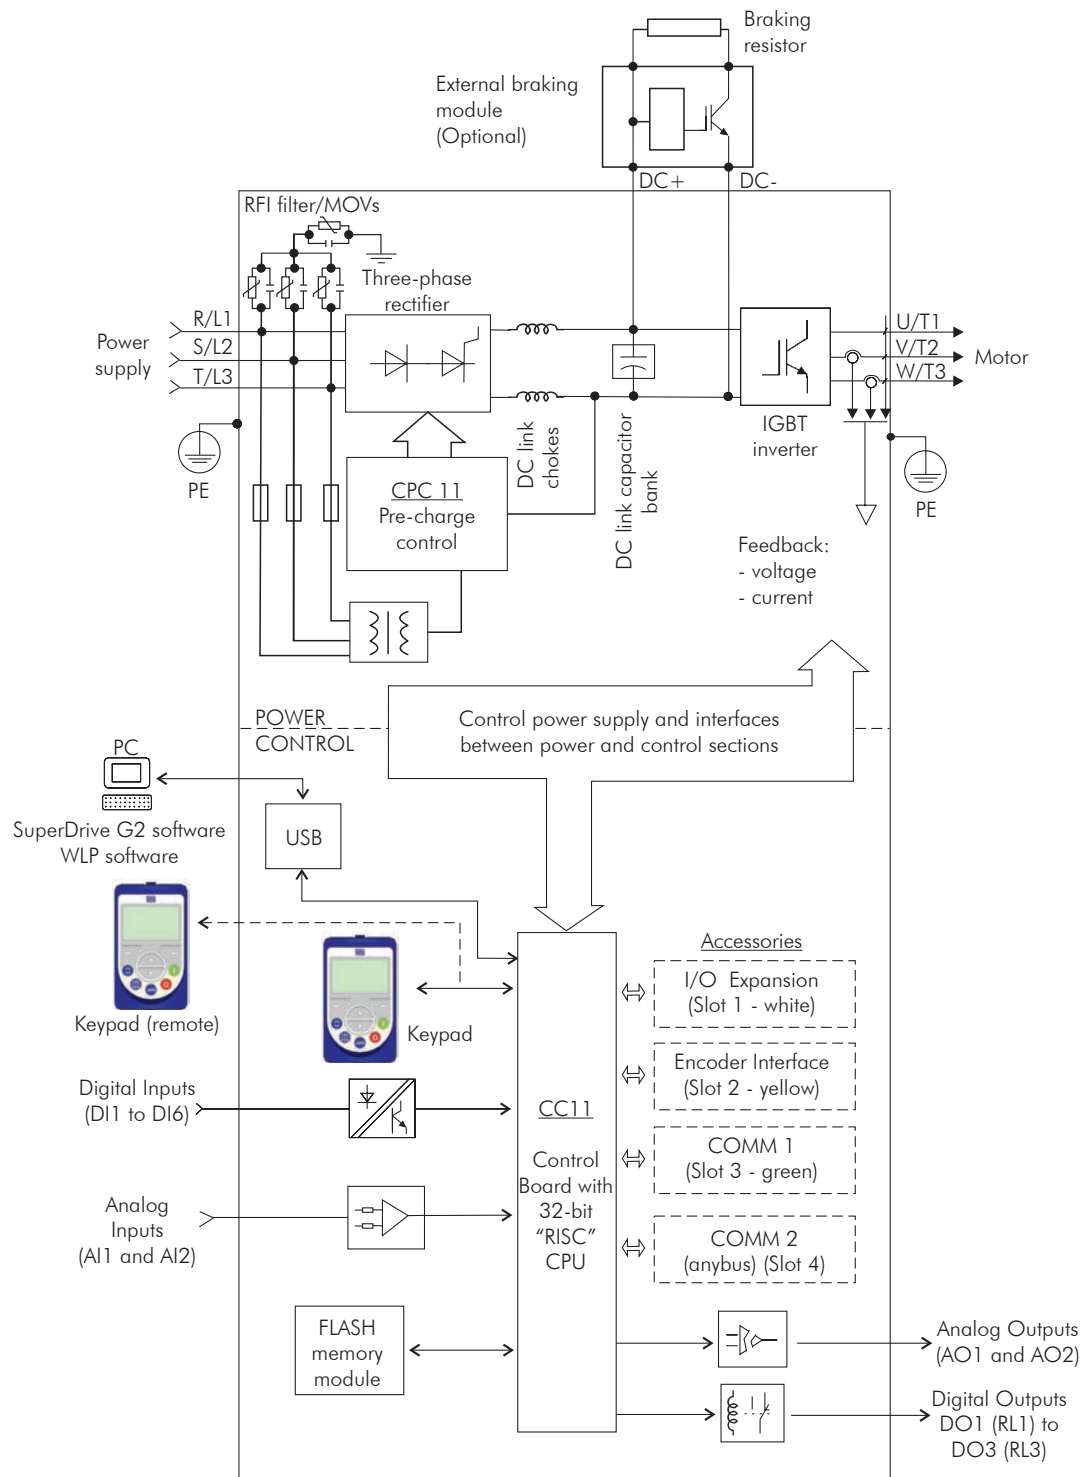 Braking
resistor
External braking
module
(Optional)
DC+
DC-
RFI filter/MOVs
Three-phase
rectifier
R/L1
S/L2
T/L3
Power
supply
U/T1
V/T2
W/T3
Motor
IGBT
inverter
PE
PE
DC link
chokes
DC link capacitor
bank
CPC 11
Pre-charge
control
Feedback:
- voltage
- current
POWER
CONTROL
Control power supply and interfaces
between power and control sections
PC
SuperDrive G2 software
WLP software
USB
Keypad (remote)
Keypad
Accessories
I/O Expansion
(Slot 1 - white)
Encoder Interface
(Slot 2 - yellow)
COMM 1
(Slot 3 - green)
COMM 2
(anybus) (Slot 4)
Digital Inputs
(DI1 to DI6)
CC11
Control
Board with
32-bit
“RISC”
CPU
Analog
Inputs
(AI1 and AI2)
FLASH
memory
module
Analog Outputs
(AO1 and AO2)
Digital Outputs
DO1 (RL1) to
DO3 (RL3)